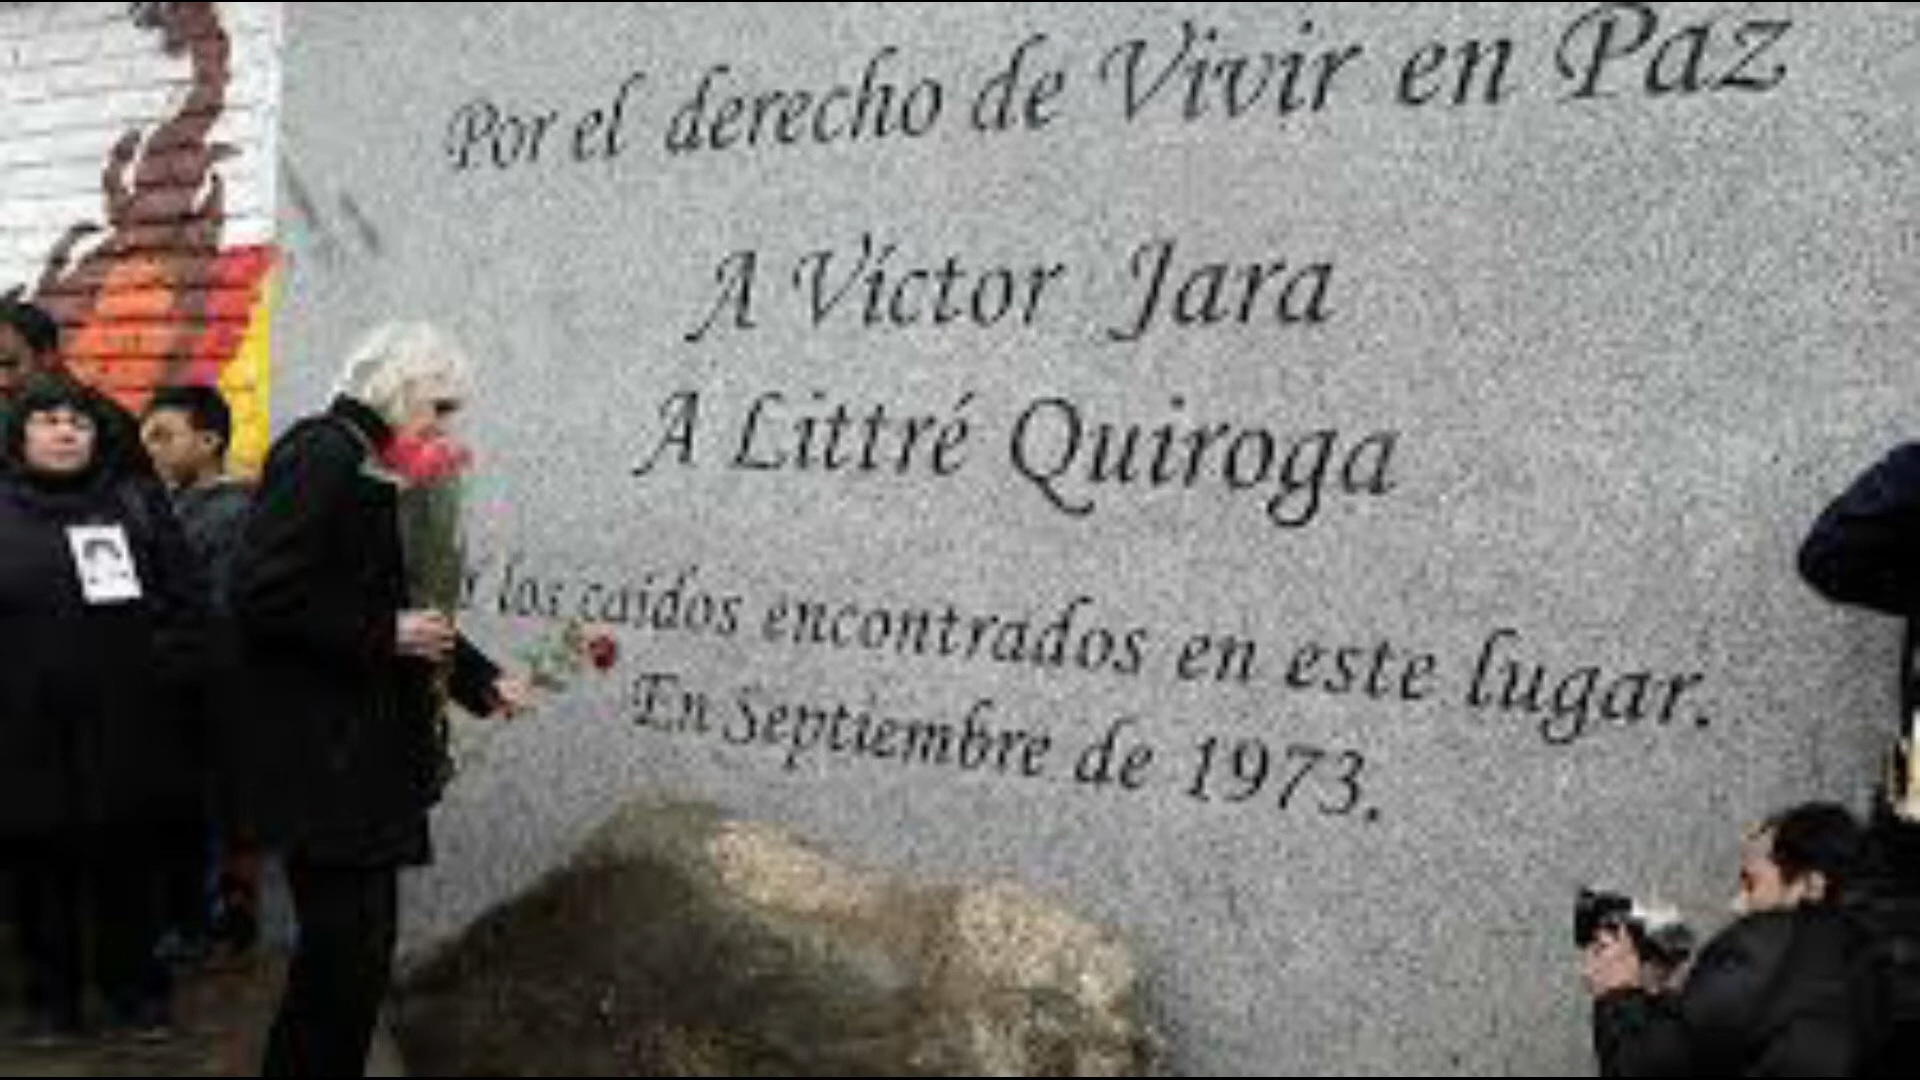 Por el derecho de Vivir en Paz
A Víctor Jara
A Littré Quiroga
y los caidos encontrados en este lugar.
En Septiembre de 1973.